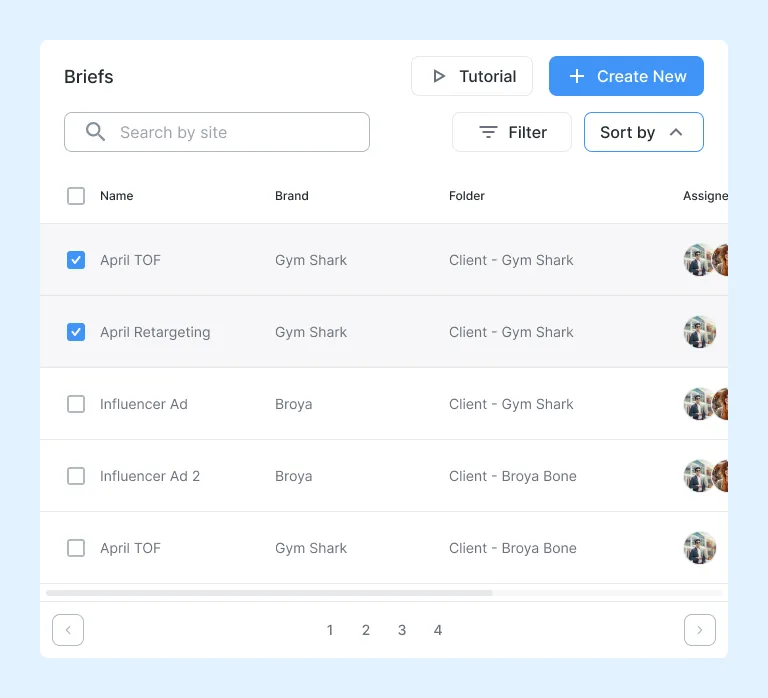 Briefs
Tutorial
Create New
Search by site
Filter
Sort by
Name Brand Folder Assigne
April TOF Gym Shark Client - Gym Shark
April Retargeting Gym Shark Client - Gym Shark
Influencer Ad Broya Client - Gym Shark
Influencer Ad 2 Broya Client - Broya Bone
April TOF Gym Shark Client - Broya Bone
1 2 3 4